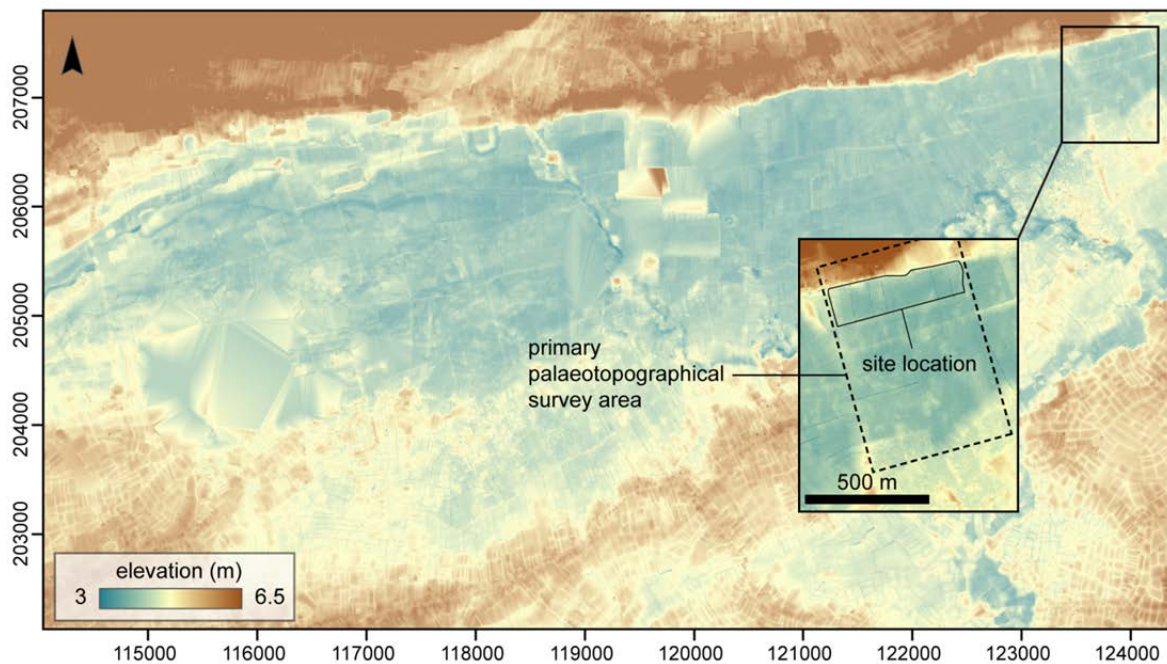 207000
206000
205000
204000
203000
primary
palaeotopographical
survey area
site location
500 m
elevation (m)
3 6.5
115000 116000 117000 118000 119000 120000 121000 122000 123000 124000